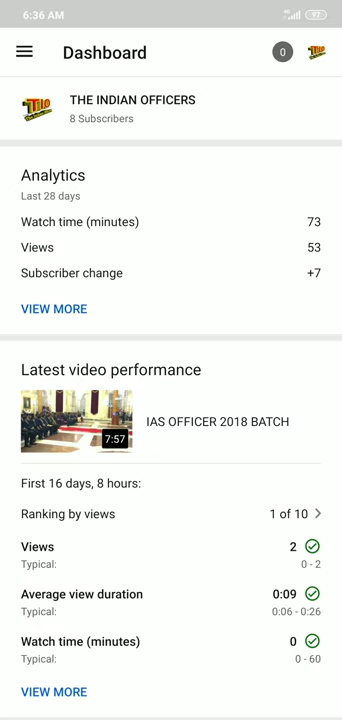 6:36 AM
4G
97
Dashboard
0
THE INDIAN OFFICERS
8 Subscribers
Analytics
Last 28 days
Watch time (minutes) 73
Views 53
Subscriber change +7
VIEW MORE
Latest video performance
7:57
IAS OFFICER 2018 BATCH
First 16 days, 8 hours:
Ranking by views 1 of 10
Views 2
Typical: 0 - 2
Average view duration 0:09
Typical: 0:06 - 0:26
Watch time (minutes) 0
Typical: 0 - 60
VIEW MORE